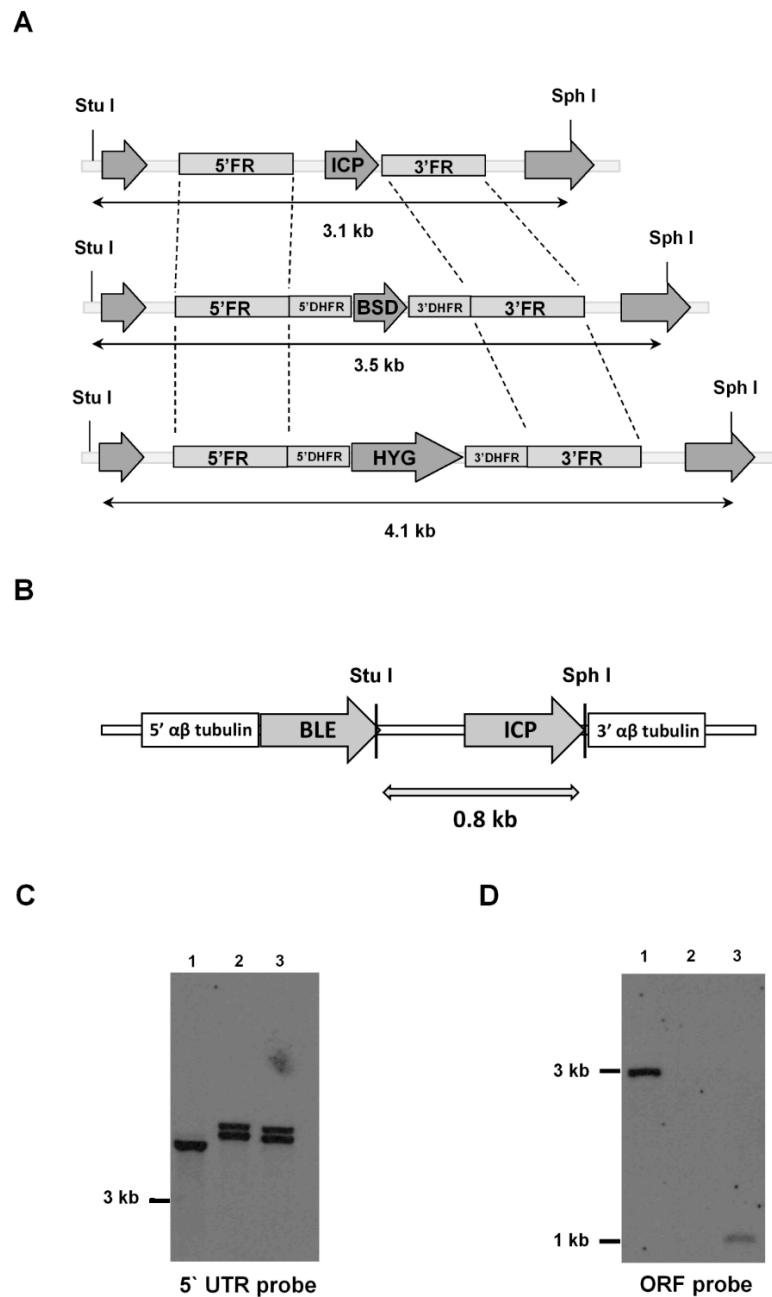 A
Stu I Sph I
5'FR ICP 3'FR
3.1 kb
Stu I Sph I
5'FR 5'DHFR BSD 3'DHFR 3'FR
3.5 kb
Stu I Sph I
5'FR 5'DHFR HYG 3'DHFR 3'FR
4.1 kb
B
Stu I Sph I
5' αβ tubulin BLE ICP 3' αβ tubulin
0.8 kb
C
1 2 3
3 kb
5` UTR probe
D
1 2 3
3 kb
1 kb
ORF probe